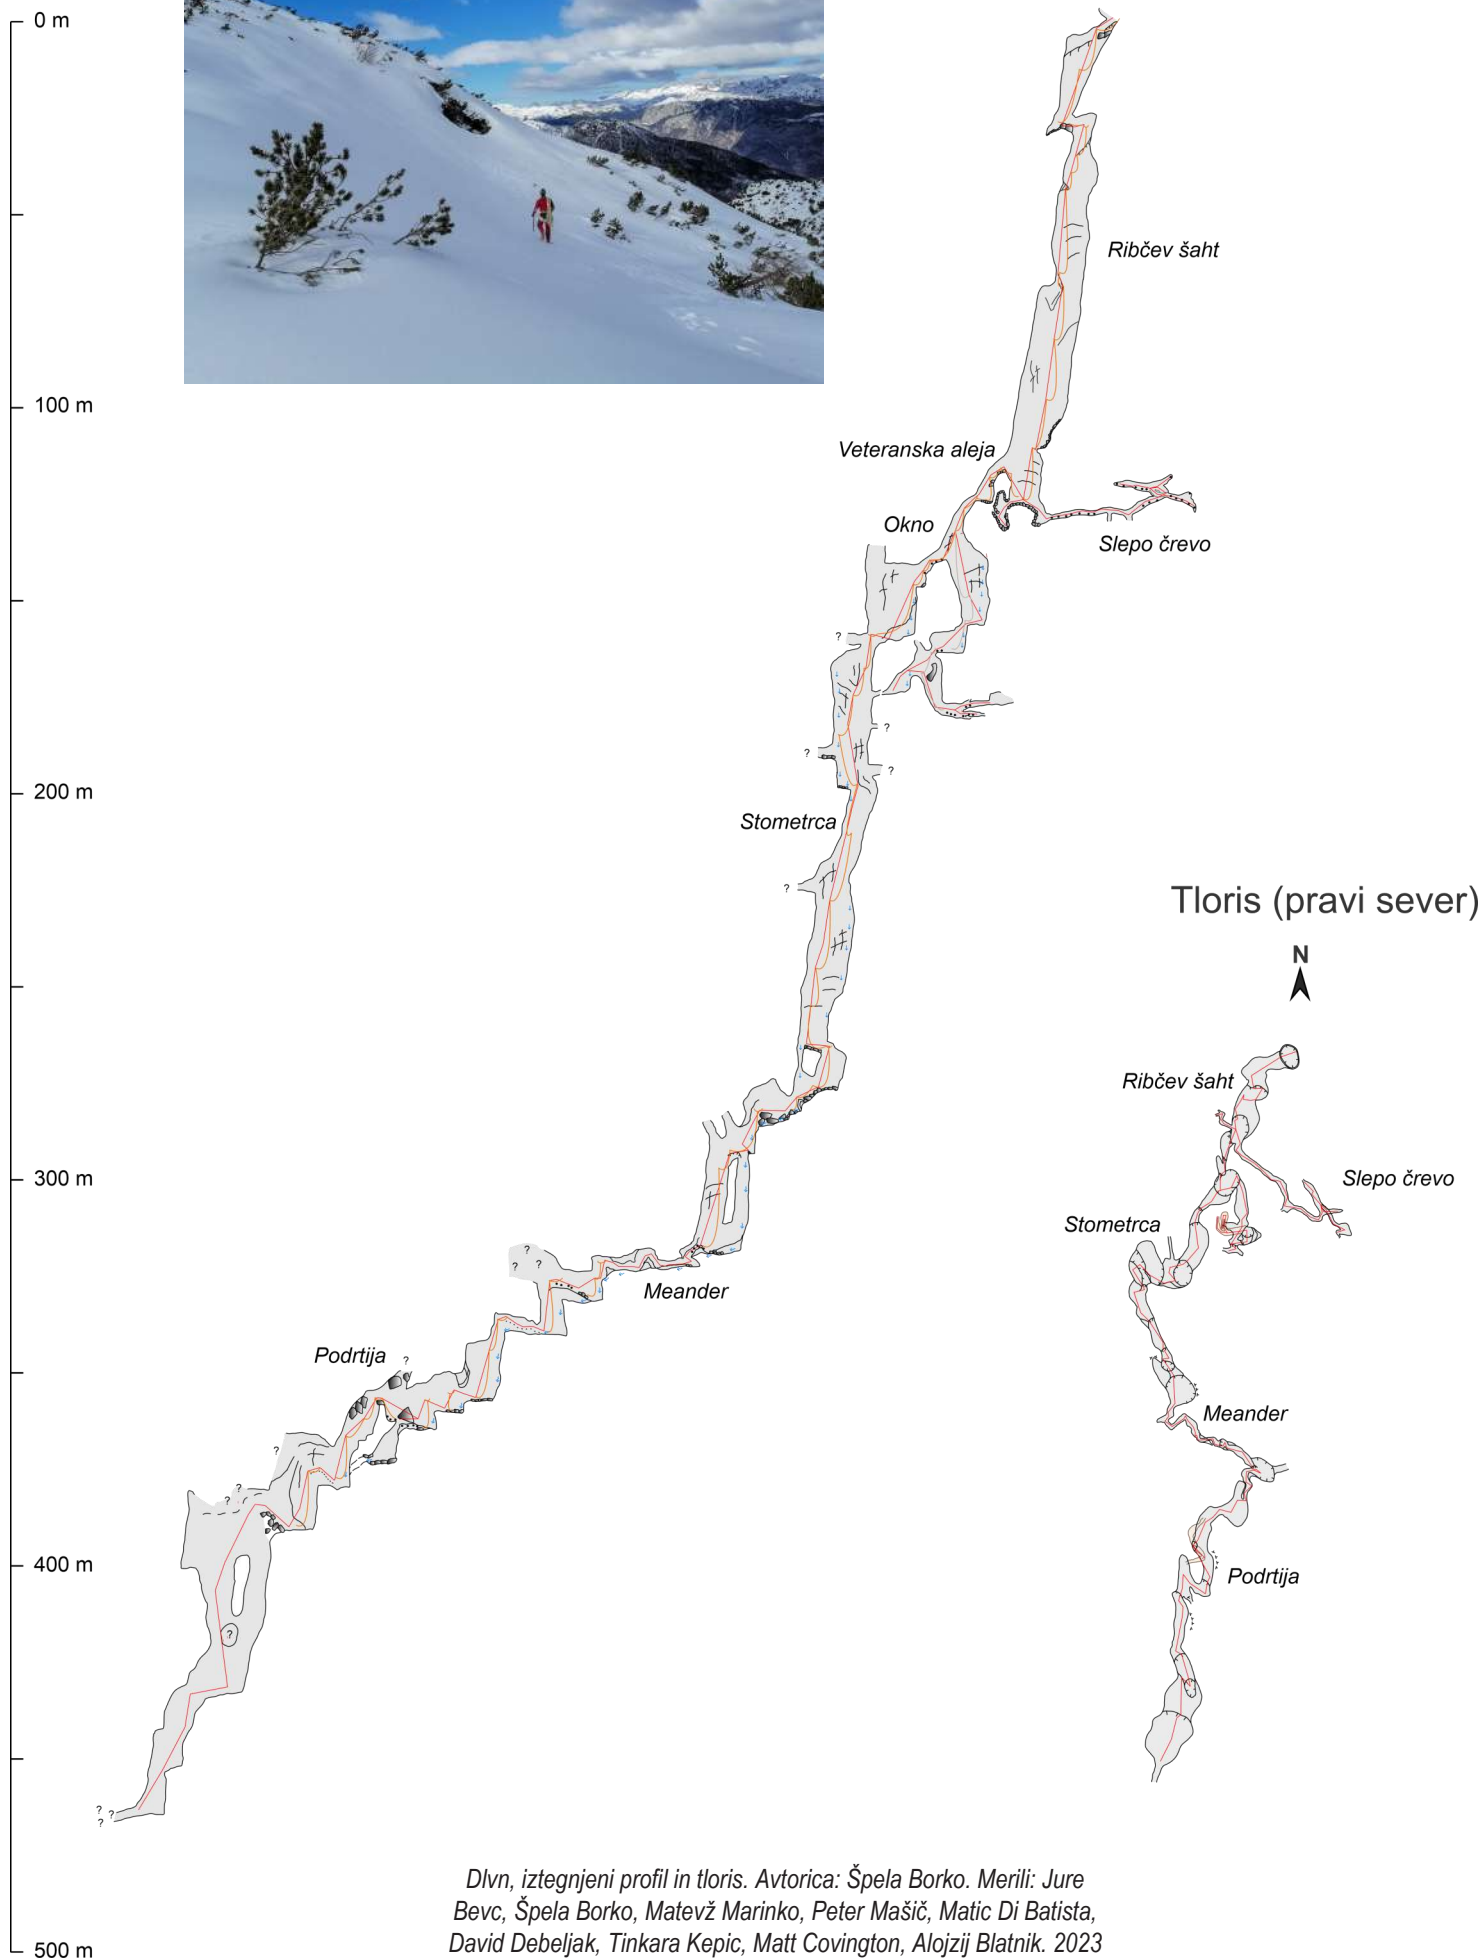 0 m
Ribčev šaht
100 m
Veteranska aleja
Okno
Slepo črevo
?
?
?
?
200 m
Stometrca
?
Tloris (pravi sever)
N
Ribčev šaht
300 m
Slepo črevo
Stometrca
?
? ?
Meander
Podrtija
?
Meander
?
?
?
400 m
Podrtija
?
?
?
?
Dlvn, iztegnjeni profil in tloris. Avtorica: Špela Borko. Merili: Jure
Bevc, Špela Borko, Matevž Marinko, Peter Mašič, Matic Di Batista,
David Debeljak, Tinkara Kepic, Matt Covington, Alojzij Blatnik. 2023
500 m